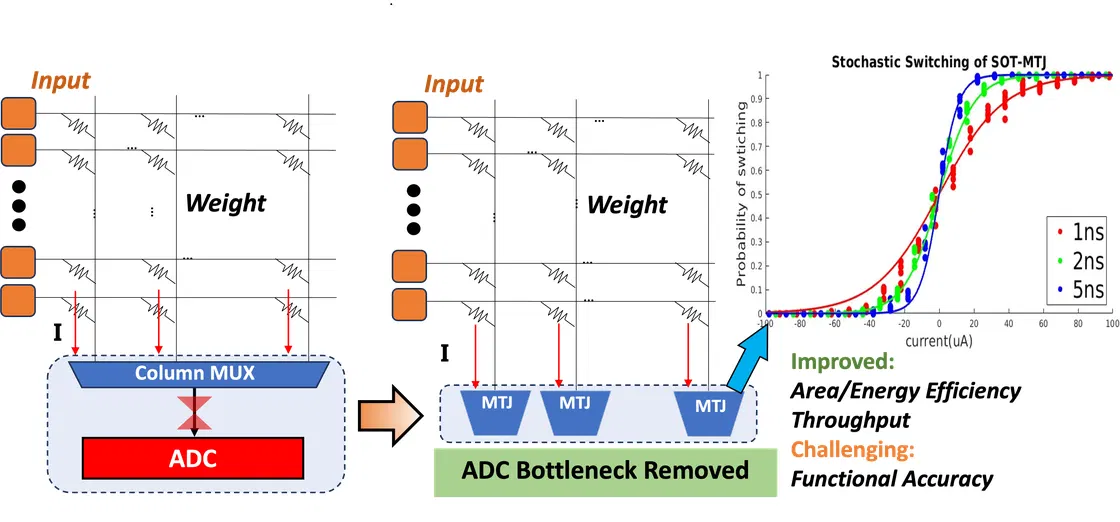 Input
...
...
Weight
...
...
...
I
Column MUX
ADC
Input
...
...
Weight
...
...
...
...
I
MTJ
MTJ
MTJ
ADC Bottleneck Removed
Stochastic Switching of SOT-MTJ
Probability of swtiching
1
0.9
0.8
0.7
0.6
0.5
0.4
0.3
0.2
0.1
0
-100
-80
-60
-40
-20
0
20
40
60
80
100
current(uA)
1ns
2ns
5ns
Improved:
Area/Energy Efficiency
Throughput
Challenging:
Functional Accuracy